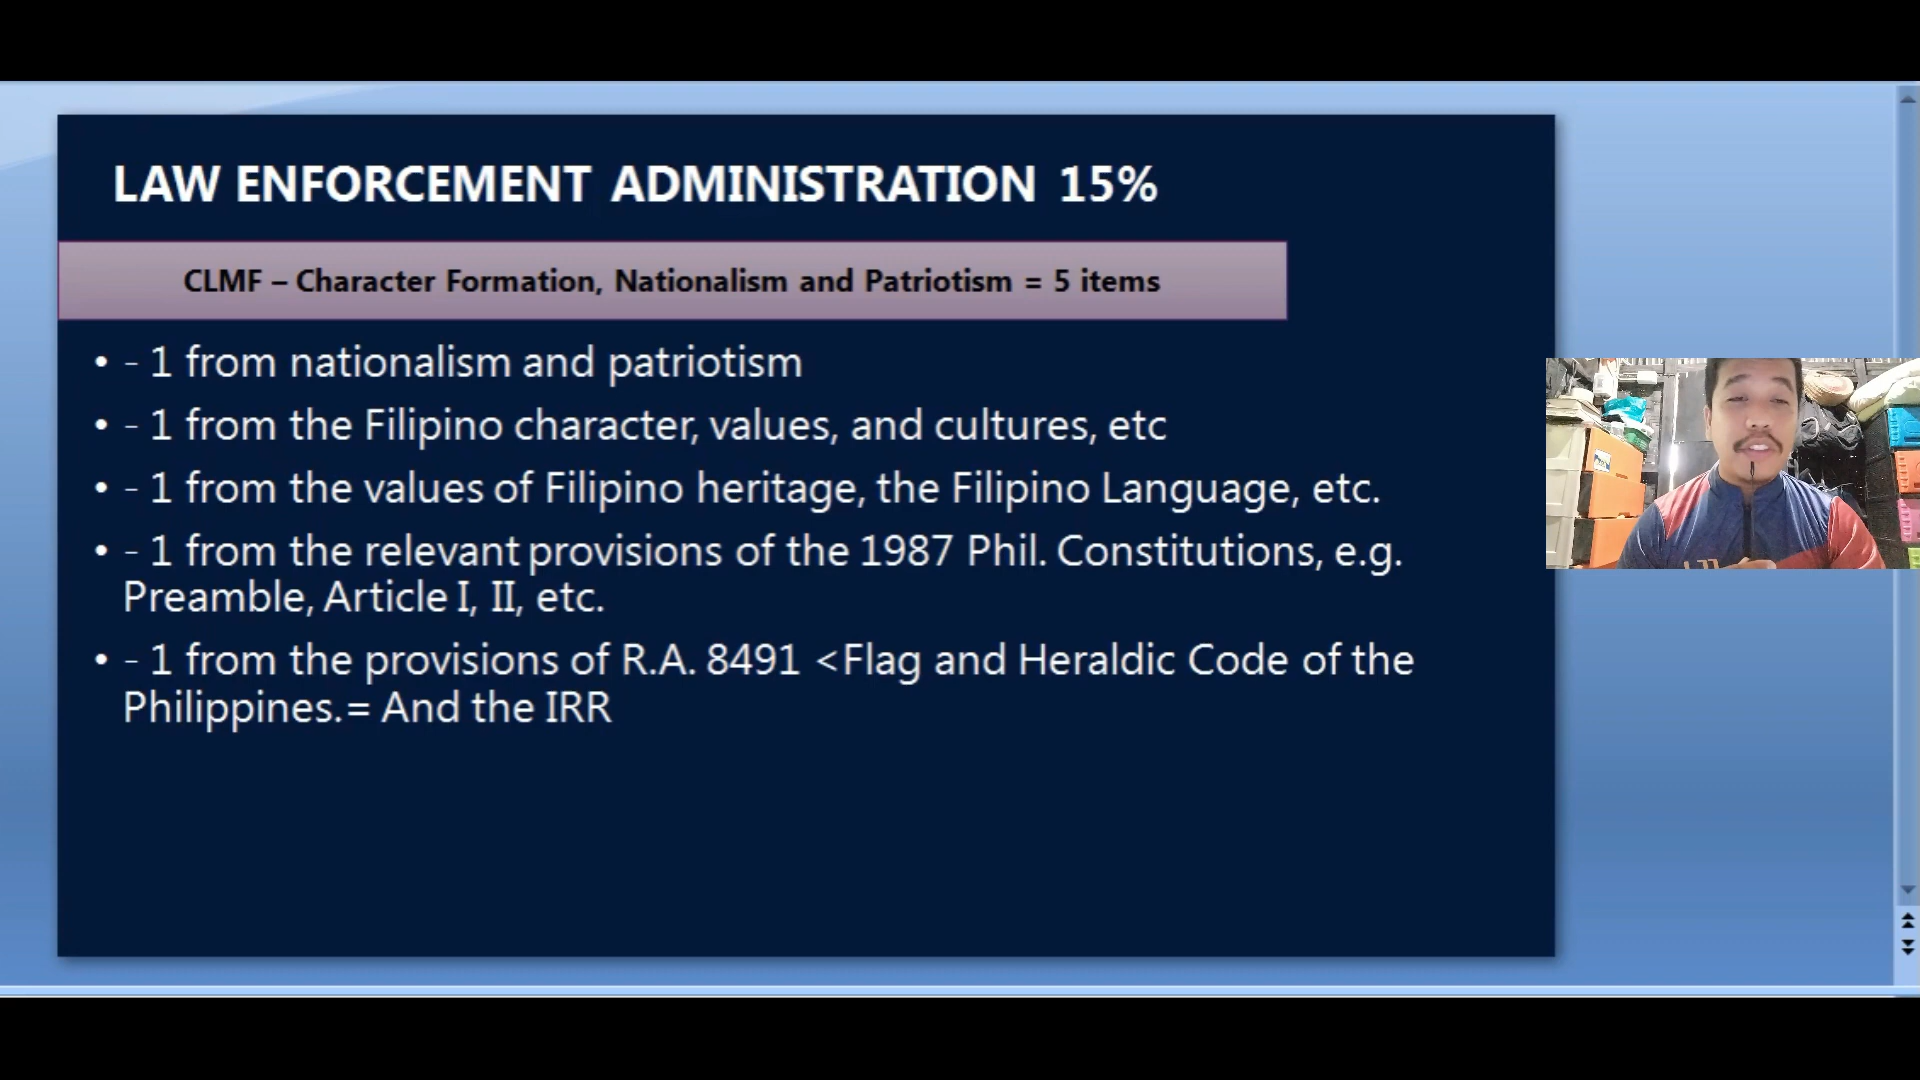 LAW ENFORCEMENT ADMINISTRATION 15%
CLMF – Character Formation, Nationalism and Patriotism = 5 items
• - 1 from nationalism and patriotism
• - 1 from the Filipino character, values, and cultures, etc
• - 1 from the values of Filipino heritage, the Filipino Language, etc.
• - 1 from the relevant provisions of the 1987 Phil. Constitutions, e.g.
Preamble, Article I, II, etc.
• - 1 from the provisions of R.A. 8491 <Flag and Heraldic Code of the
Philippines.= And the IRR